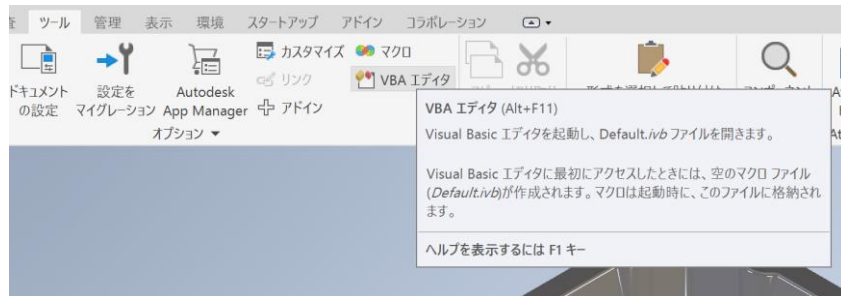 ツール 管理 表示 環境 スタートアップ アドイン コラボレーション
カスタマイズ マクロ
リンク VBA エディタ
ドキュメント 設定を Autodesk
の設定 マイグレーション App Manager アドイン
オプション
VBA エディタ (Alt+F11)
Visual Basic エディタを起動し、Default.ivb ファイルを開きます。
Visual Basic エディタに最初にアクセスしたときには、空のマクロ ファイル
(Default.ivb)が作成されます。マクロは起動時に、このファイルに格納され
ます。
ヘルプを表示するには F1 キー